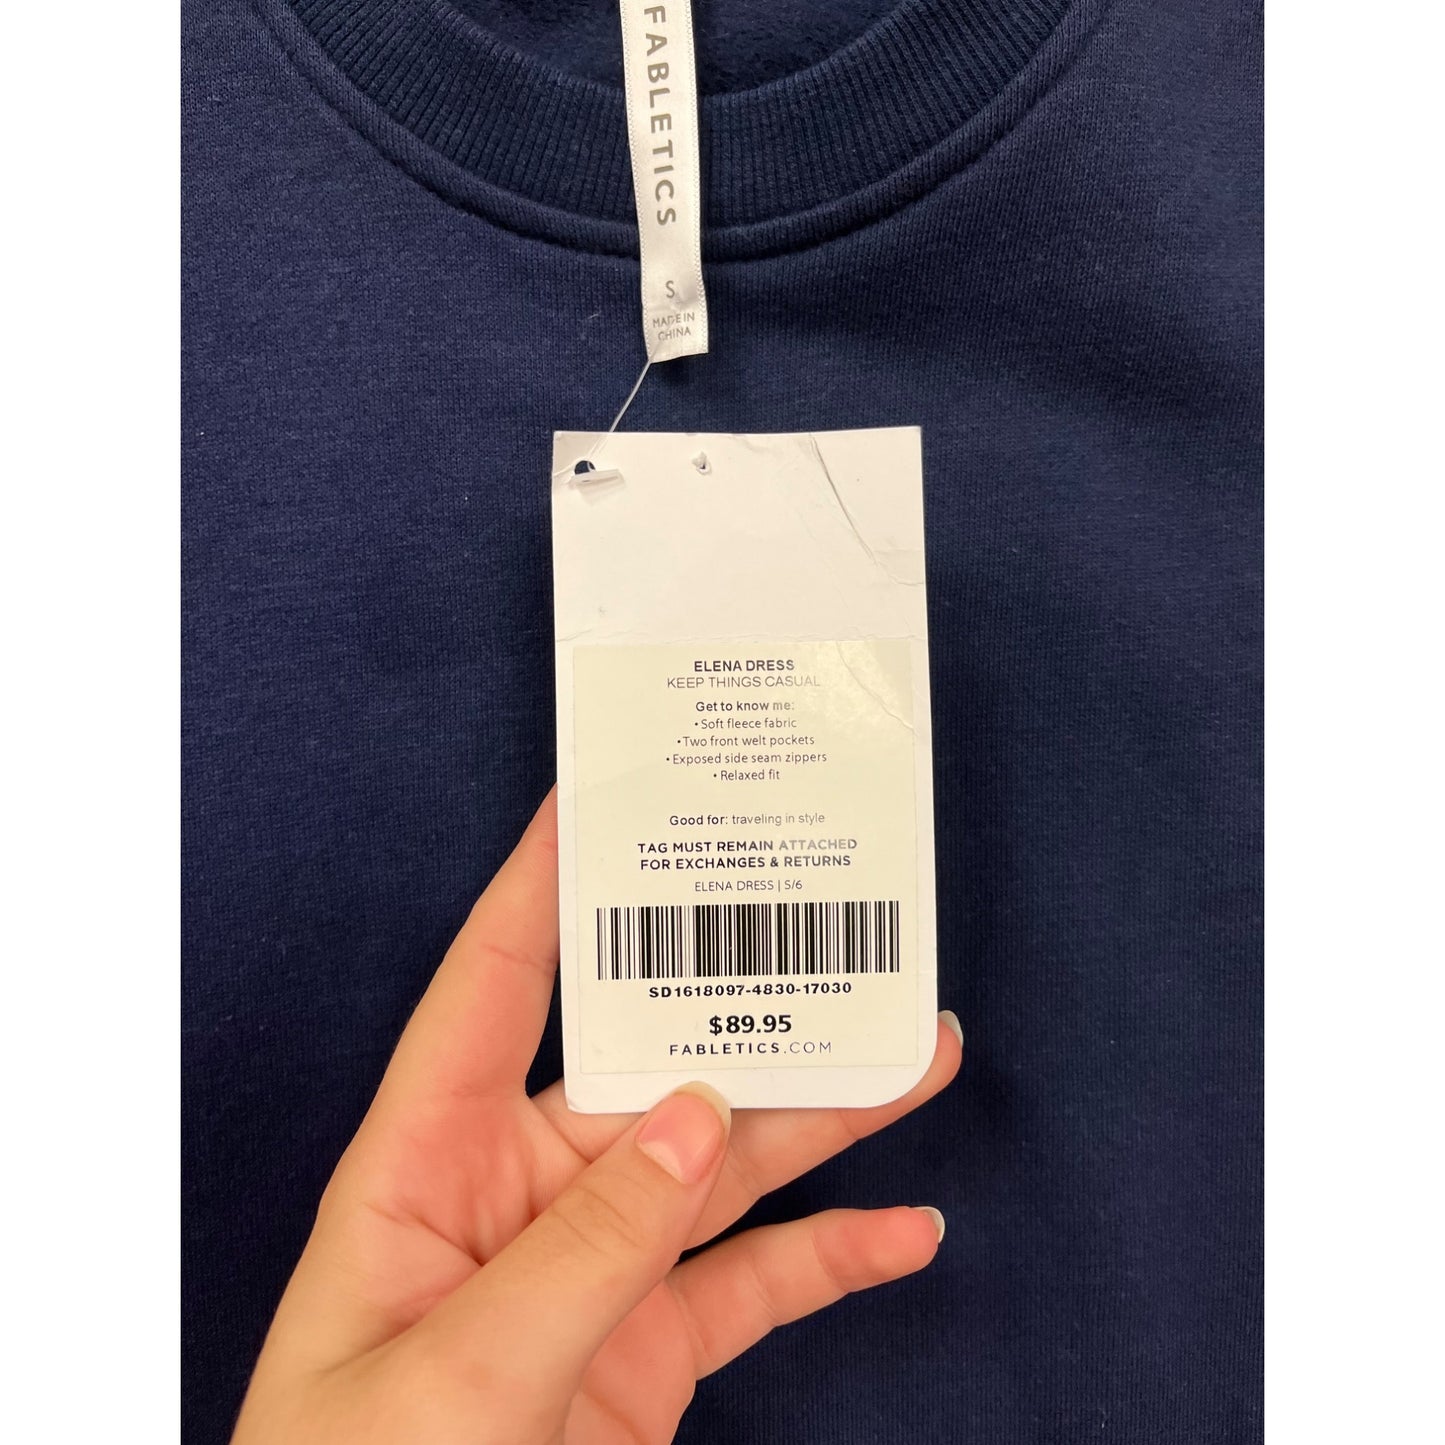 FABLETICS
S
MADE IN
CHINA
ELENA DRESS
KEEP THINGS CASUAL
Get to know me:
• Soft fleece fabric
• Two front welt pockets
• Exposed side seam zippers
• Relaxed fit
Good for: traveling in style
TAG MUST REMAIN ATTACHED
FOR EXCHANGES & RETURNS
ELENA DRESS | S/6
SD1618097-4830-17030
$89.95
FABLETICS.COM